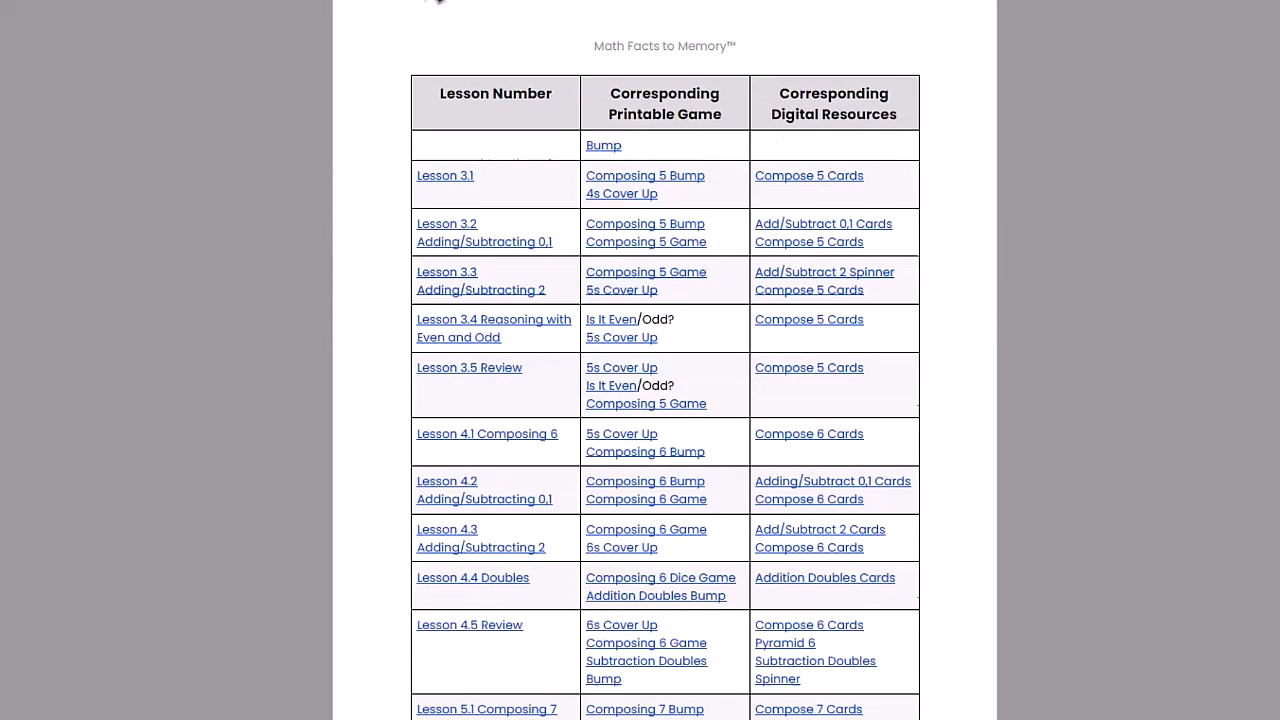 Math Facts to Memory™
Lesson Number
Corresponding
Printable Game
Corresponding
Digital Resources
Bump
Lesson 3.1
Composing 5 Bump
4s Cover Up
Compose 5 Cards
Lesson 3.2
Adding/Subtracting 0,1
Composing 5 Bump
Composing 5 Game
Add/Subtract 0,1 Cards
Compose 5 Cards
Lesson 3.3
Adding/Subtracting 2
Composing 5 Game
5s Cover Up
Add/Subtract 2 Spinner
Compose 5 Cards
Lesson 3.4 Reasoning with
Even and Odd
Is It Even/Odd?
5s Cover Up
Compose 5 Cards
Lesson 3.5 Review
5s Cover Up
Is It Even/Odd?
Composing 5 Game
Compose 5 Cards
Lesson 4.1 Composing 6
5s Cover Up
Composing 6 Bump
Compose 6 Cards
Lesson 4.2
Adding/Subtracting 0,1
Composing 6 Bump
Composing 6 Game
Adding/Subtract 0,1 Cards
Compose 6 Cards
Lesson 4.3
Adding/Subtracting 2
Composing 6 Game
6s Cover Up
Add/Subtract 2 Cards
Compose 6 Cards
Lesson 4.4 Doubles
Composing 6 Dice Game
Addition Doubles Bump
Addition Doubles Cards
Lesson 4.5 Review
6s Cover Up
Composing 6 Game
Subtraction Doubles
Bump
Compose 6 Cards
Pyramid 6
Subtraction Doubles
Spinner
Lesson 5.1 Composing 7
Composing 7 Bump
Compose 7 Cards